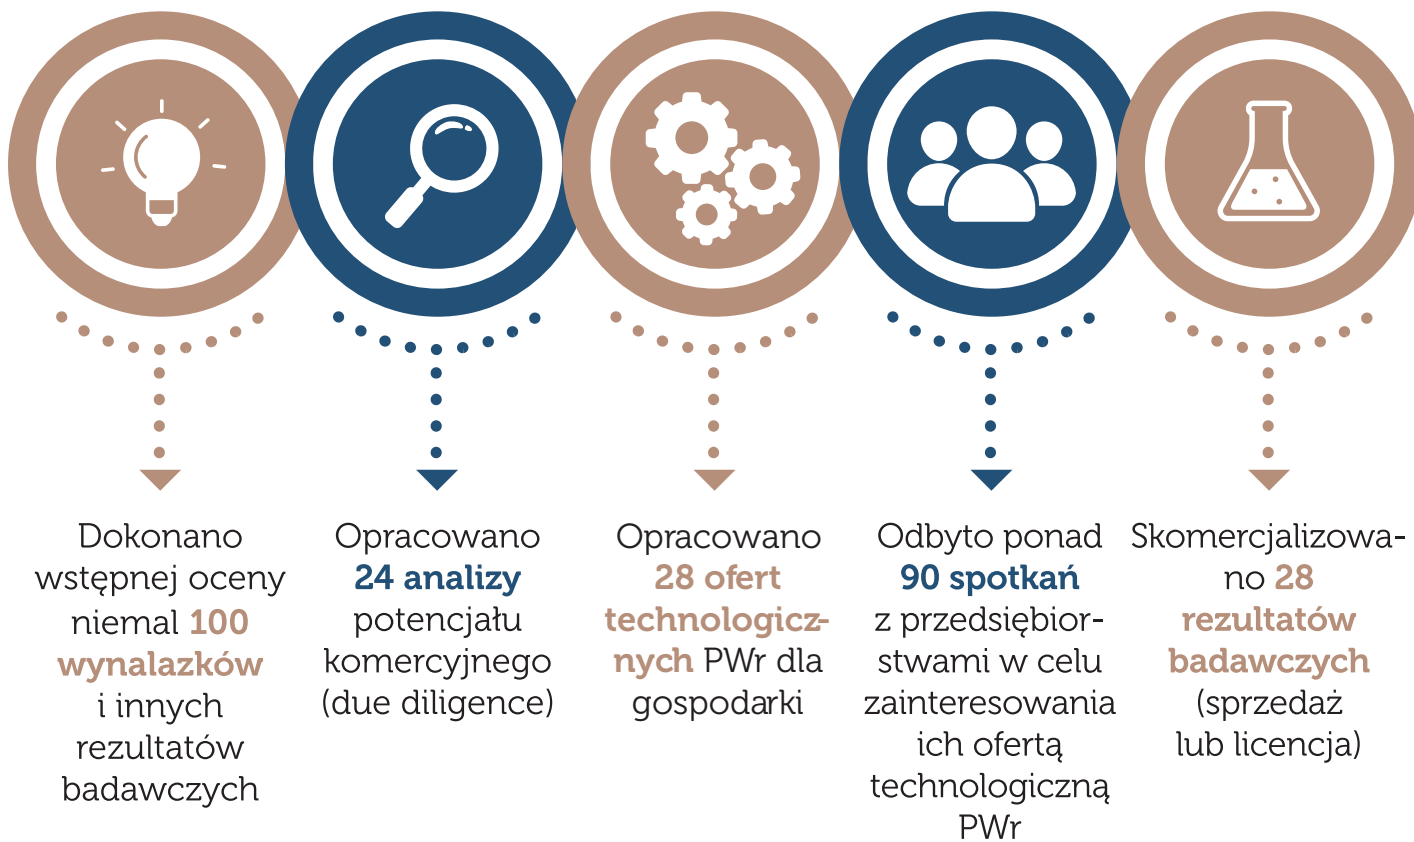 Dokonano
wstępnej oceny
niemal 100
wynalazków
i innych
rezultatów
badawczych
Opracowano
24 analizy
potencjału
komercyjnego
(due diligence)
Opracowano
28 ofert
technologicz-
nych PWr dla
gospodarki
Odbyto ponad
90 spotkań
z przedsiębior-
stwami w celu
zainteresowania
ich ofertą
technologiczną
PWr
Skomercjalizowa-
no 28
rezultatów
badawczych
(sprzedaż
lub licencja)